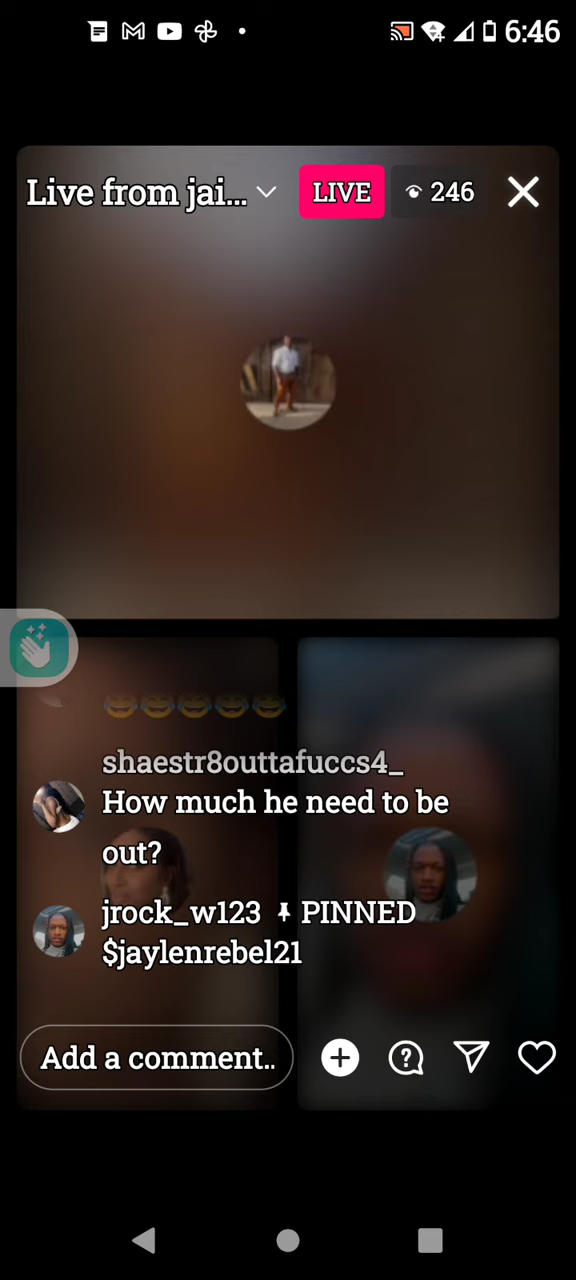 6:46
Live from jai...
LIVE
246
😂😂😂😂😂
shaestr8outtafuccs4_
How much he need to be
out?
jrock_w123 PINNED
$jaylenrebel21
Add a comment..